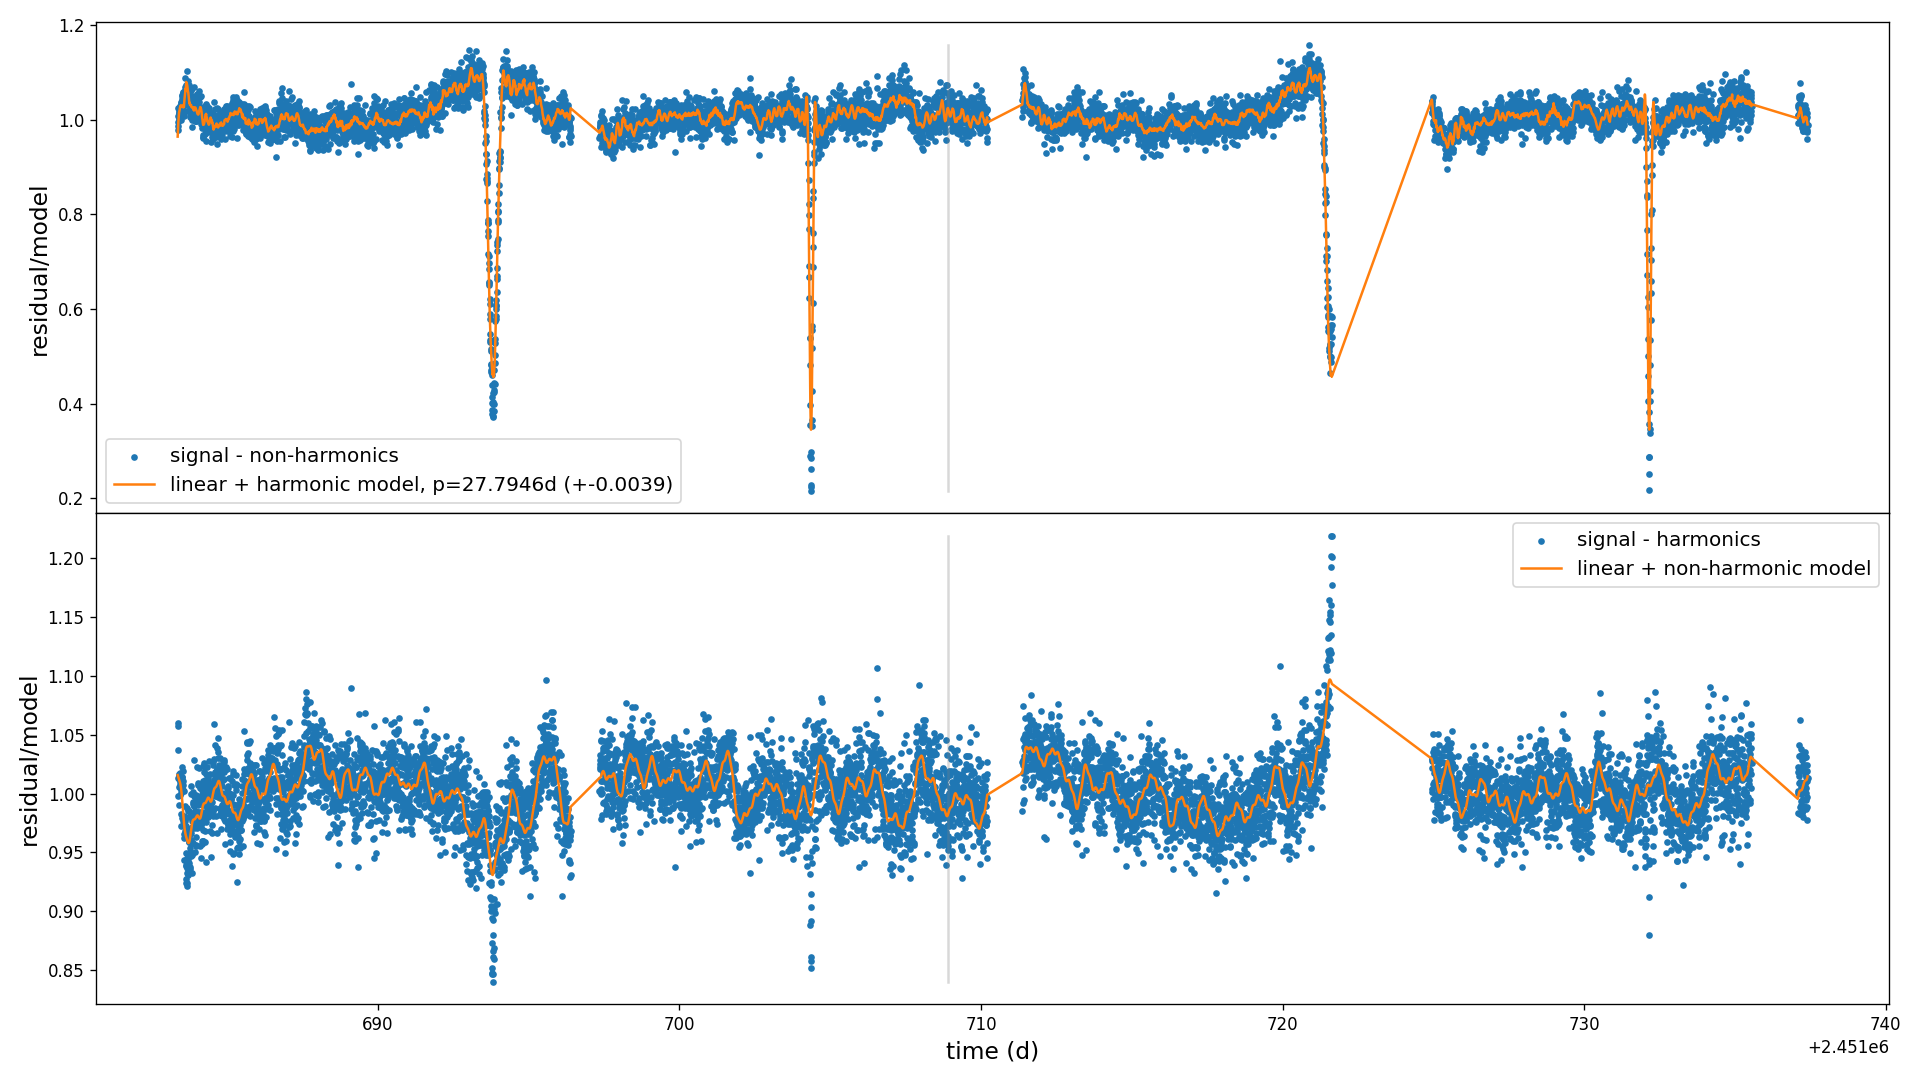 1.2
1.0
0.8
0.6
0.4
0.2
residual/model
signal - non-harmonics
linear + harmonic model, p=27.7946d (+-0.0039)
1.20
1.15
1.10
1.05
1.00
0.95
0.90
0.85
residual/model
signal - harmonics
linear + non-harmonic model
690
700
710
720
730
740
time (d)
+2.451e6